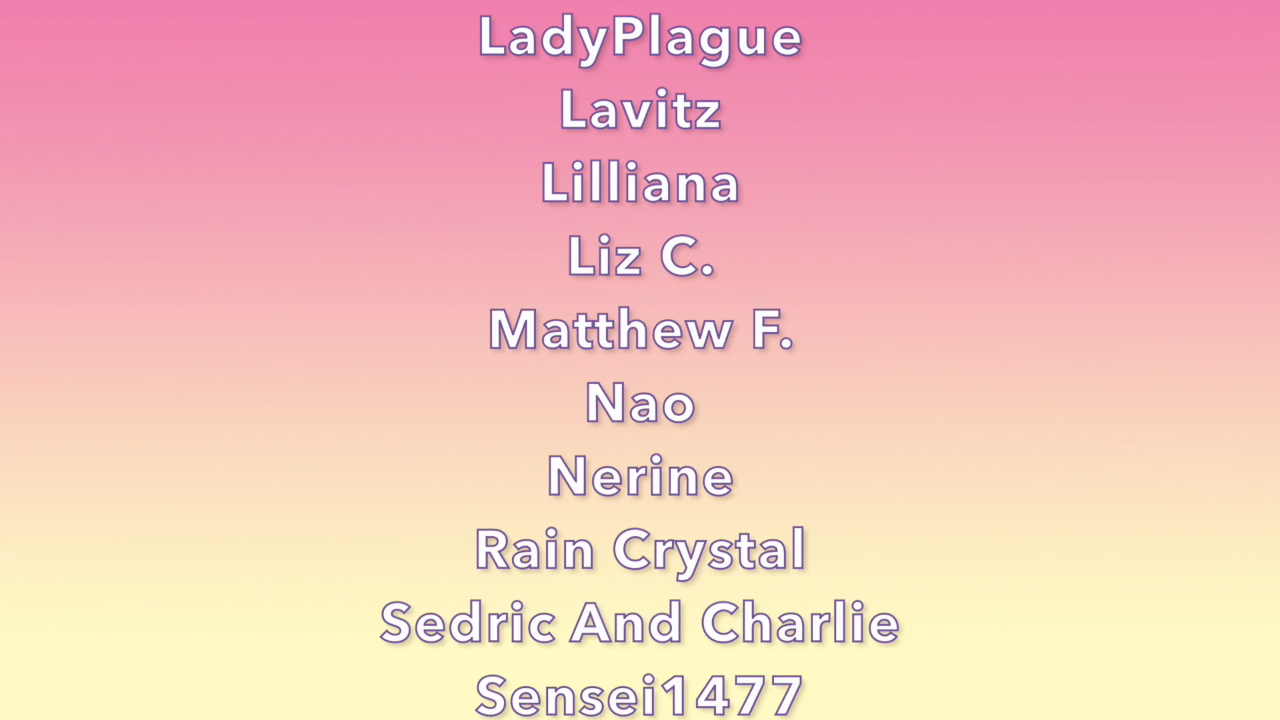 LadyPlague
Lavitz
Lilliana
Liz C.
Matthew F.
Nao
Nerine
Rain Crystal
Sedric And Charlie
Sensei1477